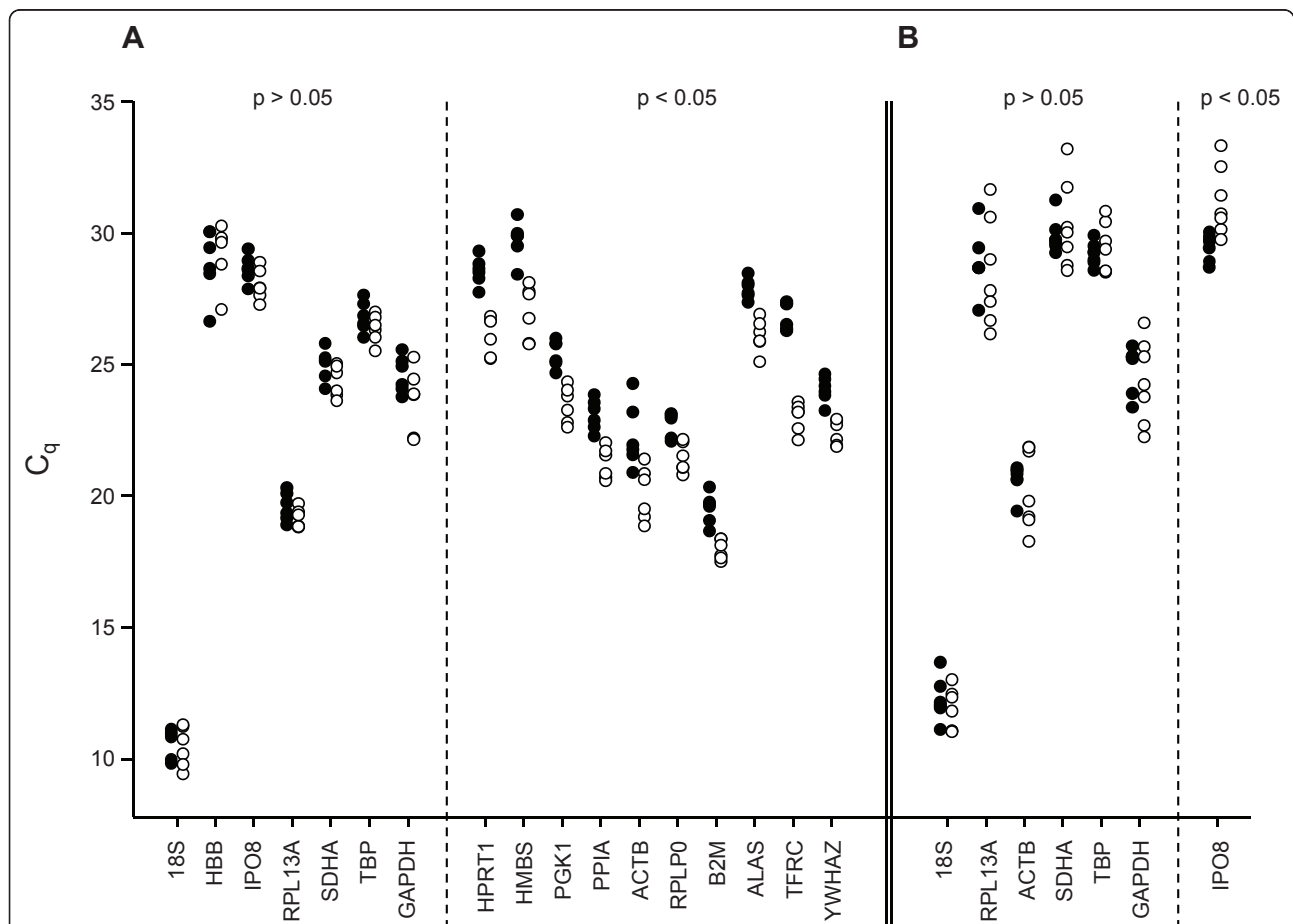 A B
p > 0.05 p < 0.05 p > 0.05 p < 0.05
35
30
25
20
15
10
Cq
18S
HBB
IPO8
RPL13A
SDHA
TBP
GAPDH
HPRT1
HMBS
PGK1
PPIA
ACTB
RPLP0
B2M
ALAS
TFRC
YWHAZ
18S
RPL13A
ACTB
SDHA
TBP
GAPDH
IPO8